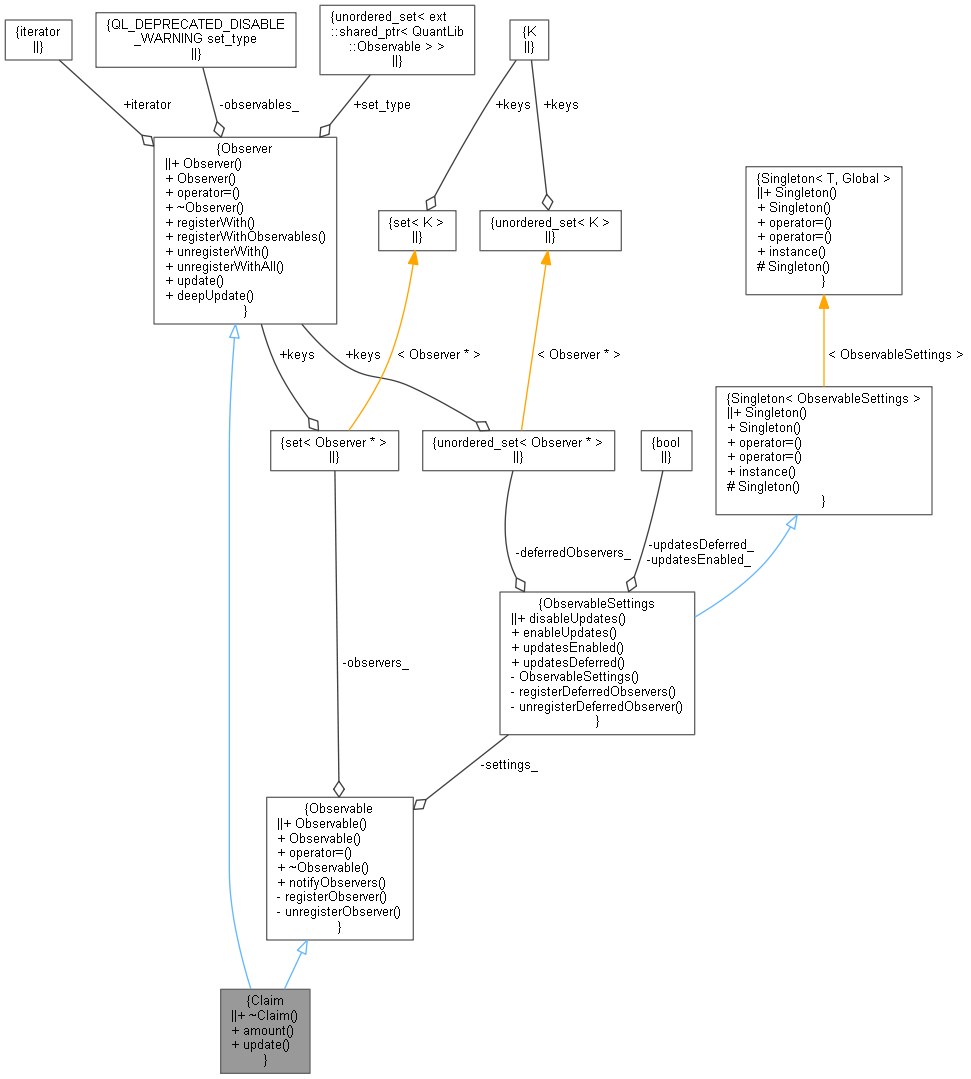 {iterator
||}
{QL_DEPRECATED_DISABLE
_WARNING set_type
||}
{unordered_set< ext
::shared_ptr< QuantLib
::Observable > >
||}
{K
||}
+iterator
-observables_
+set_type
+keys
+keys
{Observer
||+ Observer()
+ Observer()
+ operator=()
+ ~Observer()
+ registerWith()
+ registerWithObservables()
+ unregisterWith()
+ unregisterWithAll()
+ update()
+ deepUpdate()
}
{set< K >
||}
{unordered_set< K >
||}
{Singleton< T, Global >
||+ Singleton()
+ Singleton()
+ operator=()
+ operator=()
+ instance()
# Singleton()
}
+keys
+keys
< Observer * >
< Observer * >
< ObservableSettings >
{set< Observer * >
||}
{unordered_set< Observer * >
||}
{bool
||}
{Singleton< ObservableSettings >
||+ Singleton()
+ Singleton()
+ operator=()
+ operator=()
+ instance()
# Singleton()
}
-deferredObservers_
-updatesDeferred_
-updatesEnabled_
{ObservableSettings
||+ disableUpdates()
+ enableUpdates()
+ updatesEnabled()
+ updatesDeferred()
- ObservableSettings()
- registerDeferredObservers()
- unregisterDeferredObserver()
}
-observers_
-settings_
{Observable
||+ Observable()
+ Observable()
+ operator=()
+ ~Observable()
+ notifyObservers()
- registerObserver()
- unregisterObserver()
}
{Claim
||+ ~Claim()
+ amount()
+ update()
}